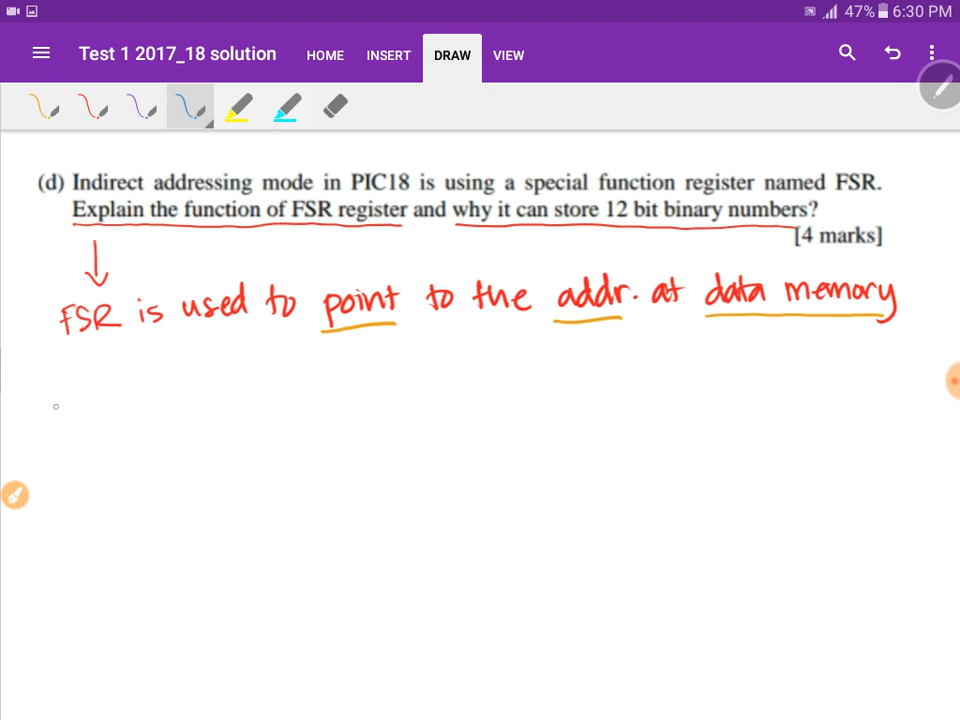 47% 6:30 PM
Test 1 2017_18 solution HOME INSERT DRAW VIEW
(d) Indirect addressing mode in PIC18 is using a special function register named FSR.
Explain the function of FSR register and why it can store 12 bit binary numbers?
[4 marks]
FSR is used to point to the addr. at data memory